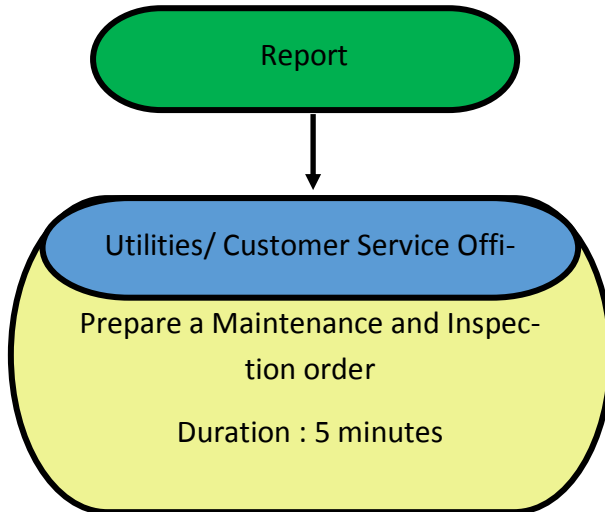 Report
Utilities/ Customer Service Offi-
Prepare a Maintenance and Inspec-
tion order
Duration : 5 minutes